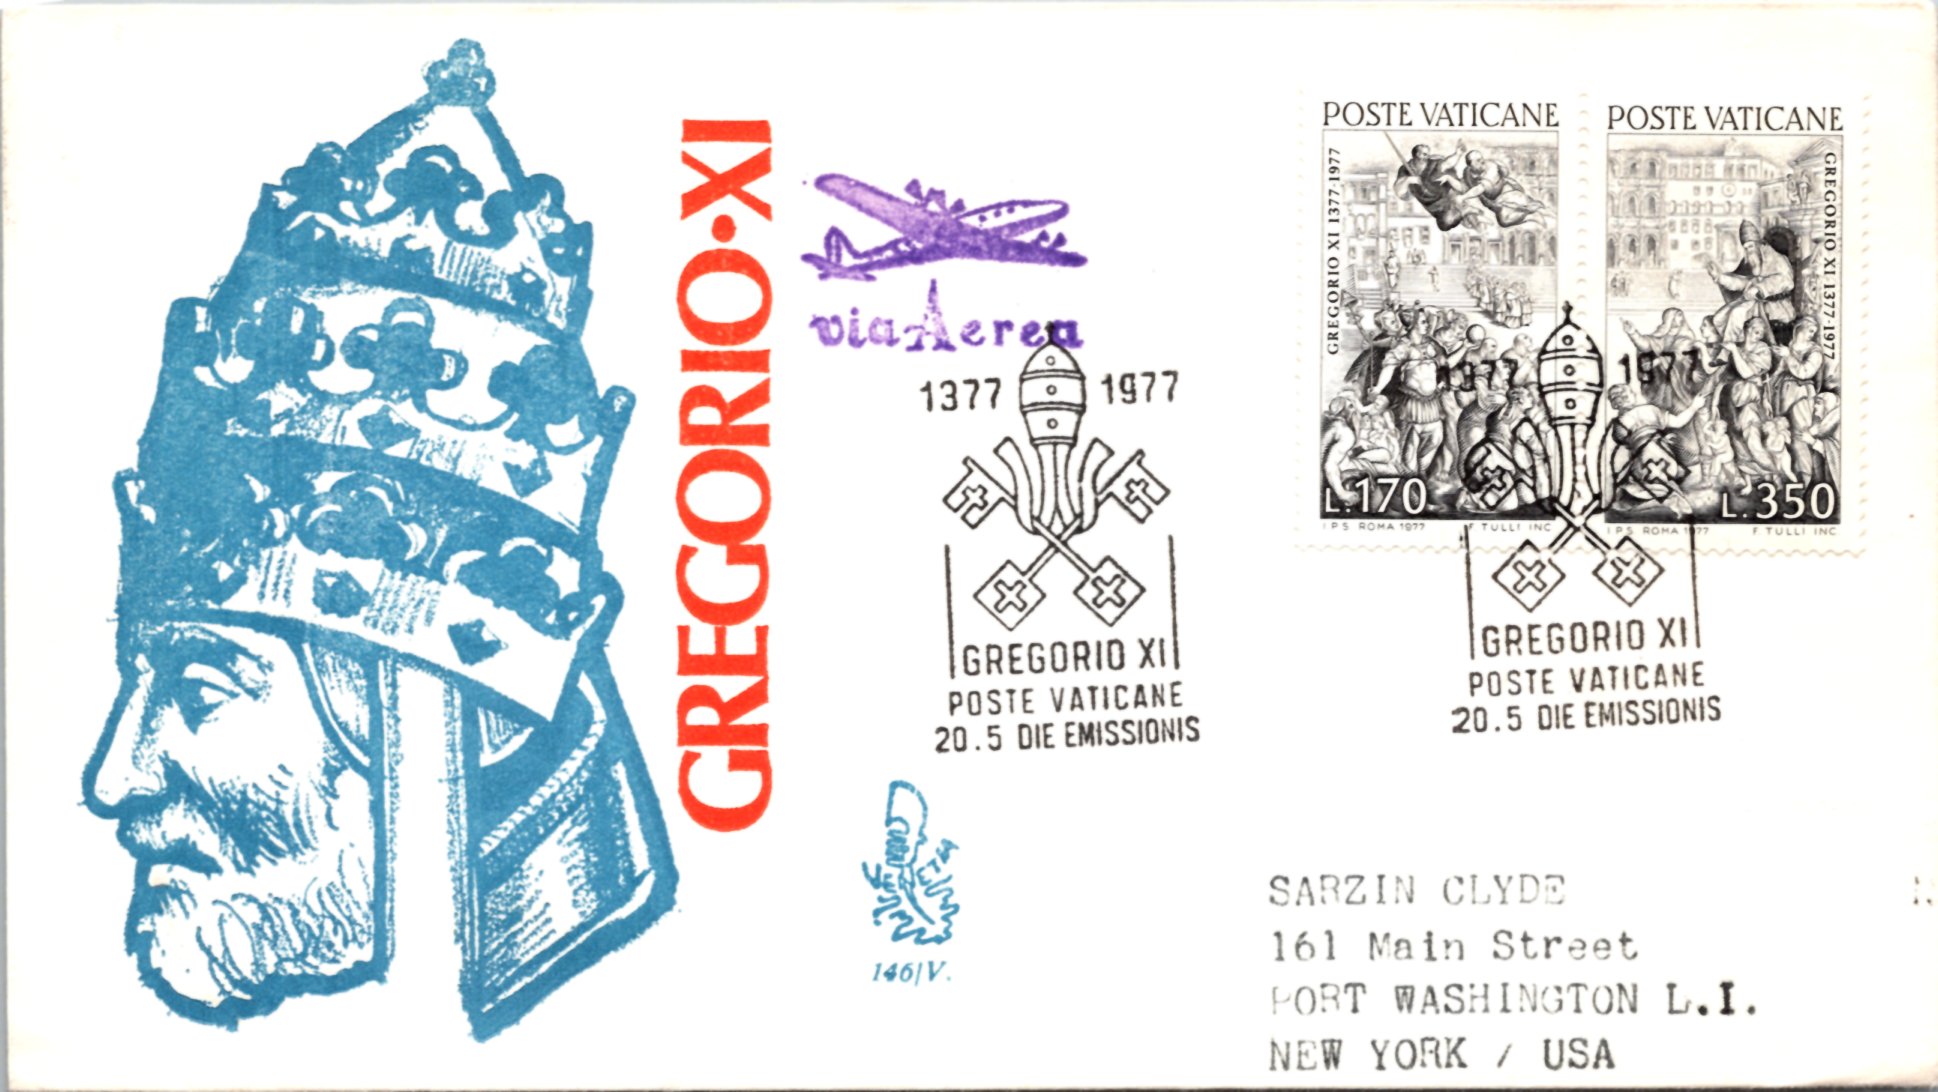 GREGORIO·XI
via Aerea
1377 1977
GREGORIO XI
POSTE VATICANE
20.5 DIE EMISSIONIS
POSTE VATICANE
GREGORIO XI 1377-1977
L.170
I.P.S. ROMA 1977 F. TULLI INC
POSTE VATICANE
GREGORIO XI 1377-1977
L.350
I.P.S. ROMA 1977 F. TULLI INC
1377 1977
GREGORIO XI
POSTE VATICANE
20.5 DIE EMISSIONIS
146/V.
SARZIN CLYDE
161 Main Street
PORT WASHINGTON L.I.
NEW YORK / USA